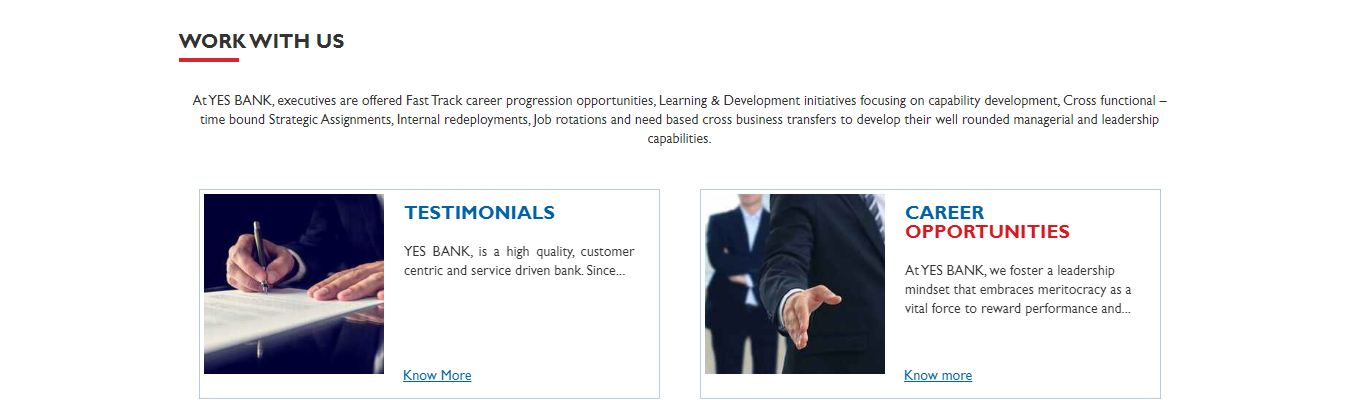 WORK WITH US
At YES BANK, executives are offered Fast Track career progression opportunities, Learning & Development initiatives focusing on capability development, Cross functional –
time bound Strategic Assignments, Internal redeployments, Job rotations and need based cross business transfers to develop their well rounded managerial and leadership
capabilities.
TESTIMONIALS
YES BANK, is a high quality, customer
centric and service driven bank. Since...
Know More
CAREER
OPPORTUNITIES
At YES BANK, we foster a leadership
mindset that embraces meritocracy as a
vital force to reward performance and...
Know more